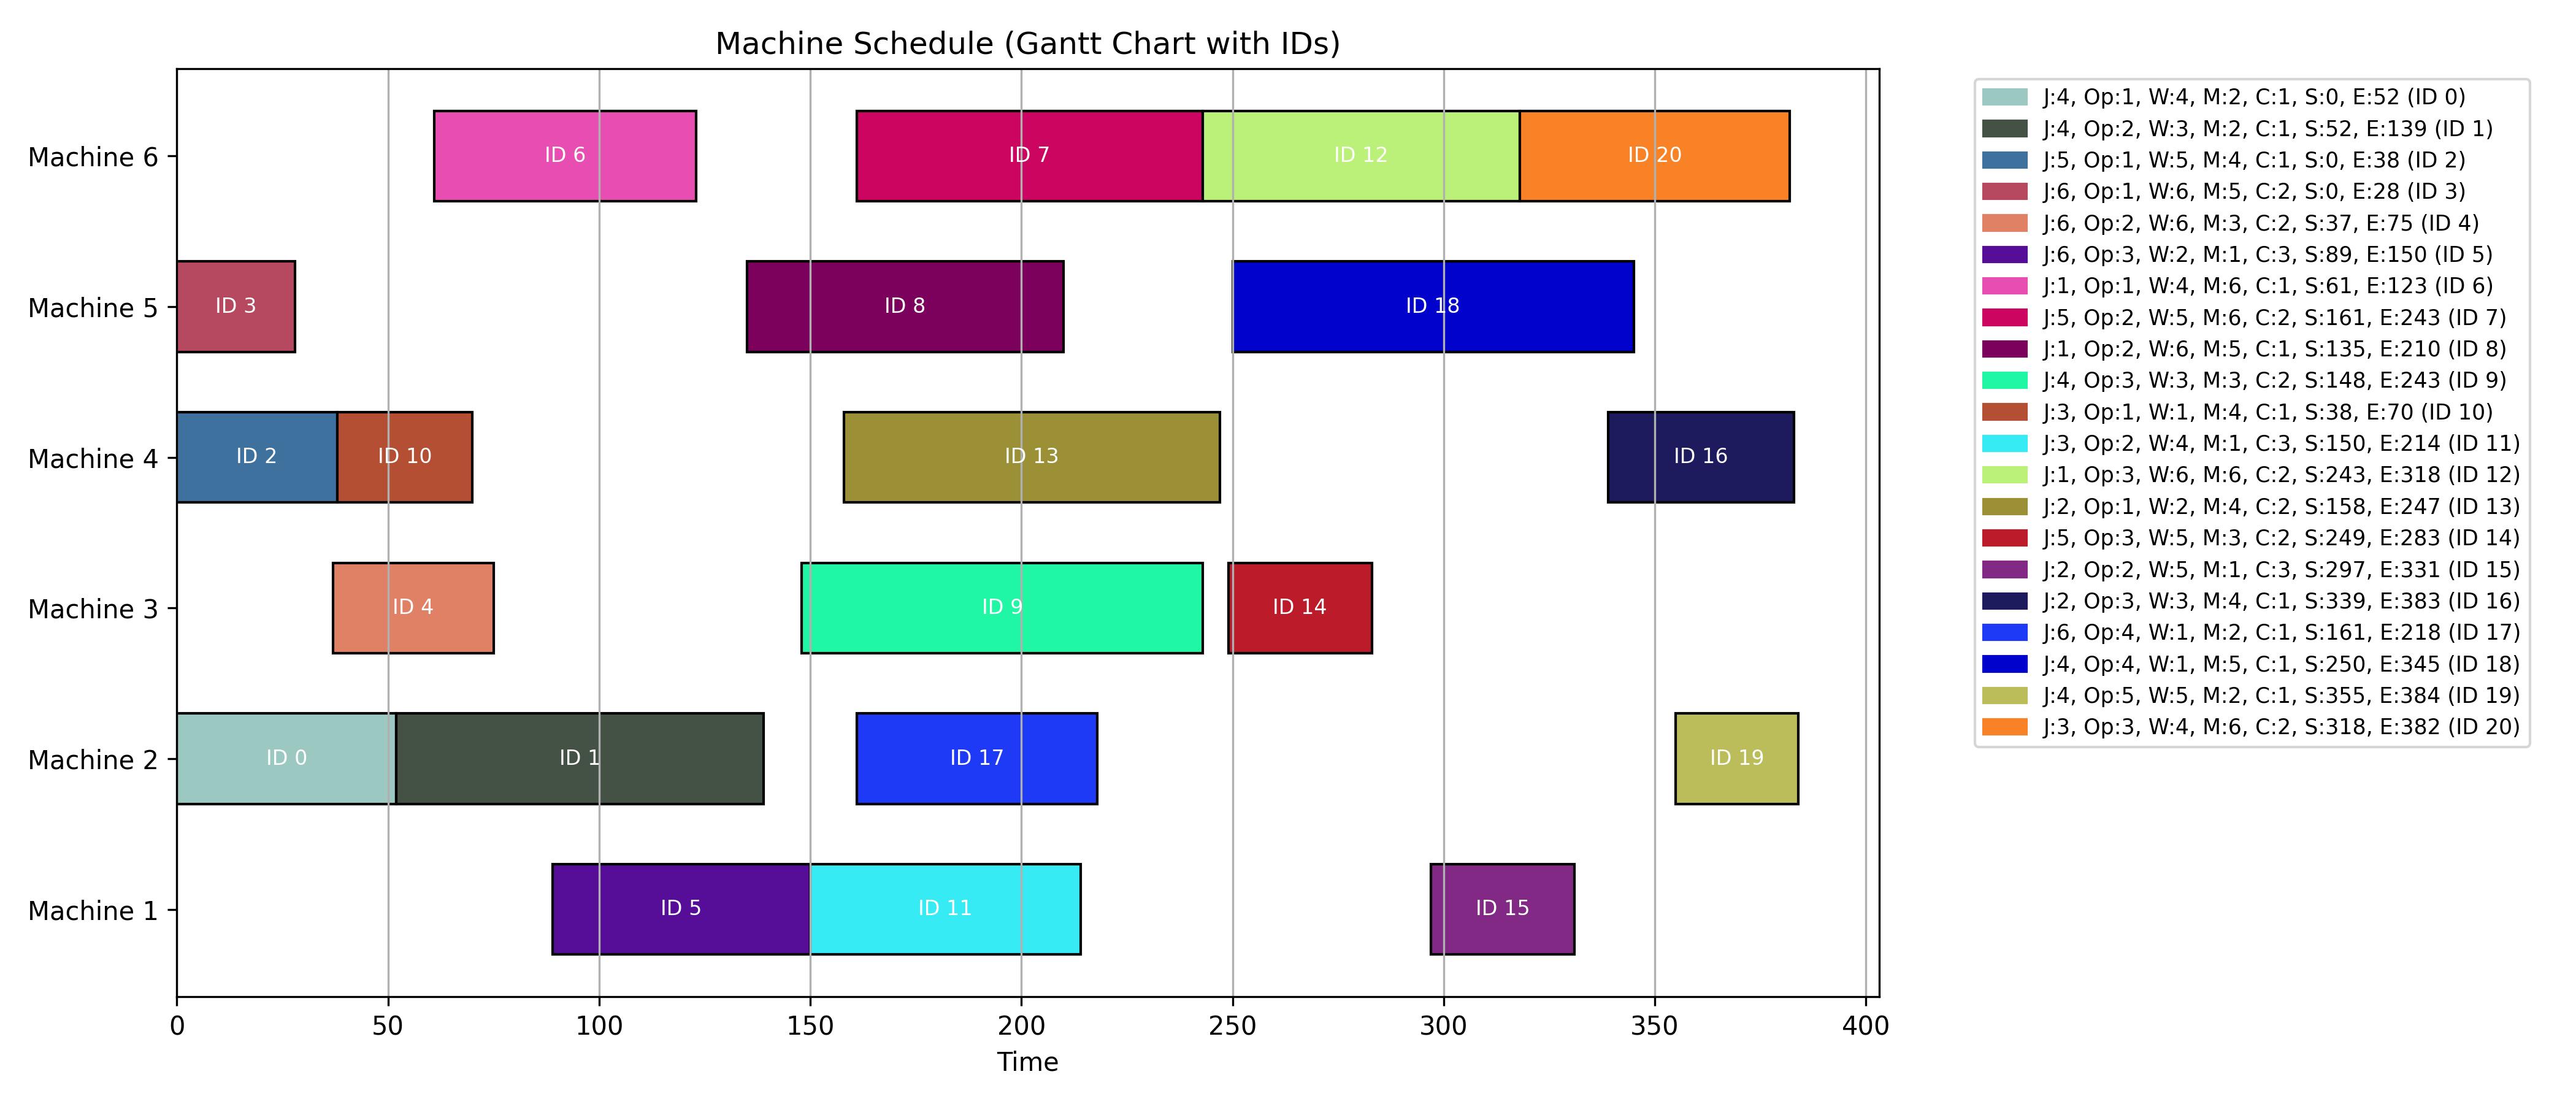 Machine Schedule (Gantt Chart with IDs)
Machine 6
ID 6
ID 7
ID 12
ID 20
Machine 5
ID 3
ID 8
ID 18
Machine 4
ID 2
ID 10
ID 13
ID 16
Machine 3
ID 4
ID 9
ID 14
Machine 2
ID 0
ID 1
ID 17
ID 19
Machine 1
ID 5
ID 11
ID 15
0 50 100 150 200 250 300 350 400
Time
J:4, Op:1, W:4, M:2, C:1, S:0, E:52 (ID 0)
J:4, Op:2, W:3, M:2, C:1, S:52, E:139 (ID 1)
J:5, Op:1, W:5, M:4, C:1, S:0, E:38 (ID 2)
J:6, Op:1, W:6, M:5, C:2, S:0, E:28 (ID 3)
J:6, Op:2, W:6, M:3, C:2, S:37, E:75 (ID 4)
J:6, Op:3, W:2, M:1, C:3, S:89, E:150 (ID 5)
J:1, Op:1, W:4, M:6, C:1, S:61, E:123 (ID 6)
J:5, Op:2, W:5, M:6, C:2, S:161, E:243 (ID 7)
J:1, Op:2, W:6, M:5, C:1, S:135, E:210 (ID 8)
J:4, Op:3, W:3, M:3, C:2, S:148, E:243 (ID 9)
J:3, Op:1, W:1, M:4, C:1, S:38, E:70 (ID 10)
J:3, Op:2, W:4, M:1, C:3, S:150, E:214 (ID 11)
J:1, Op:3, W:6, M:6, C:2, S:243, E:318 (ID 12)
J:2, Op:1, W:2, M:4, C:2, S:158, E:247 (ID 13)
J:5, Op:3, W:5, M:3, C:2, S:249, E:283 (ID 14)
J:2, Op:2, W:5, M:1, C:3, S:297, E:331 (ID 15)
J:2, Op:3, W:3, M:4, C:1, S:339, E:383 (ID 16)
J:6, Op:4, W:1, M:2, C:1, S:161, E:218 (ID 17)
J:4, Op:4, W:1, M:5, C:1, S:250, E:345 (ID 18)
J:4, Op:5, W:5, M:2, C:1, S:355, E:384 (ID 19)
J:3, Op:3, W:4, M:6, C:2, S:318, E:382 (ID 20)